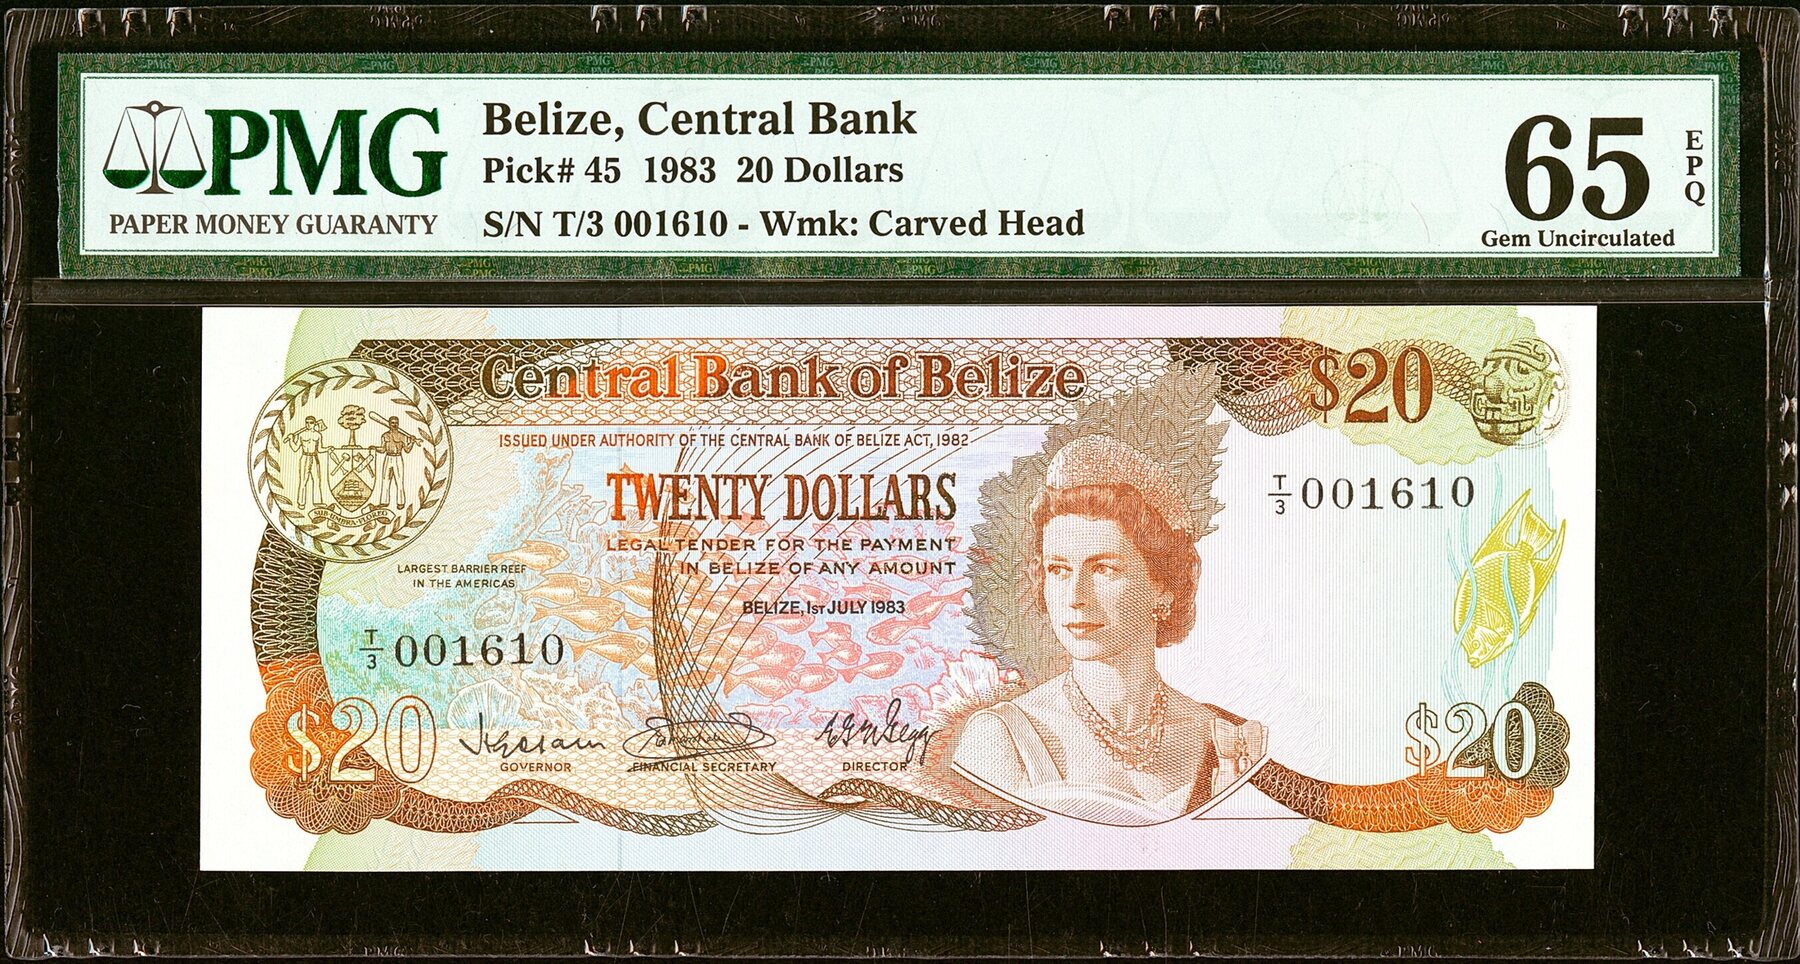 PMG
PAPER MONEY GUARANTY
Belize, Central Bank
Pick# 45 1983 20 Dollars
S/N T/3 001610 - Wmk: Carved Head
65
EPQ
Gem Uncirculated
Central Bank of Belize
$20
ISSUED UNDER AUTHORITY OF THE CENTRAL BANK OF BELIZE ACT, 1982
TWENTY DOLLARS
T/3 001610
LEGAL TENDER FOR THE PAYMENT
IN BELIZE OF ANY AMOUNT
SUB UMBRA FLOREO
LARGEST BARRIER REEF
IN THE AMERICAS
BELIZE, 1ST JULY 1983
T/3 001610
$20
$20
GOVERNOR
FINANCIAL SECRETARY
DIRECTOR